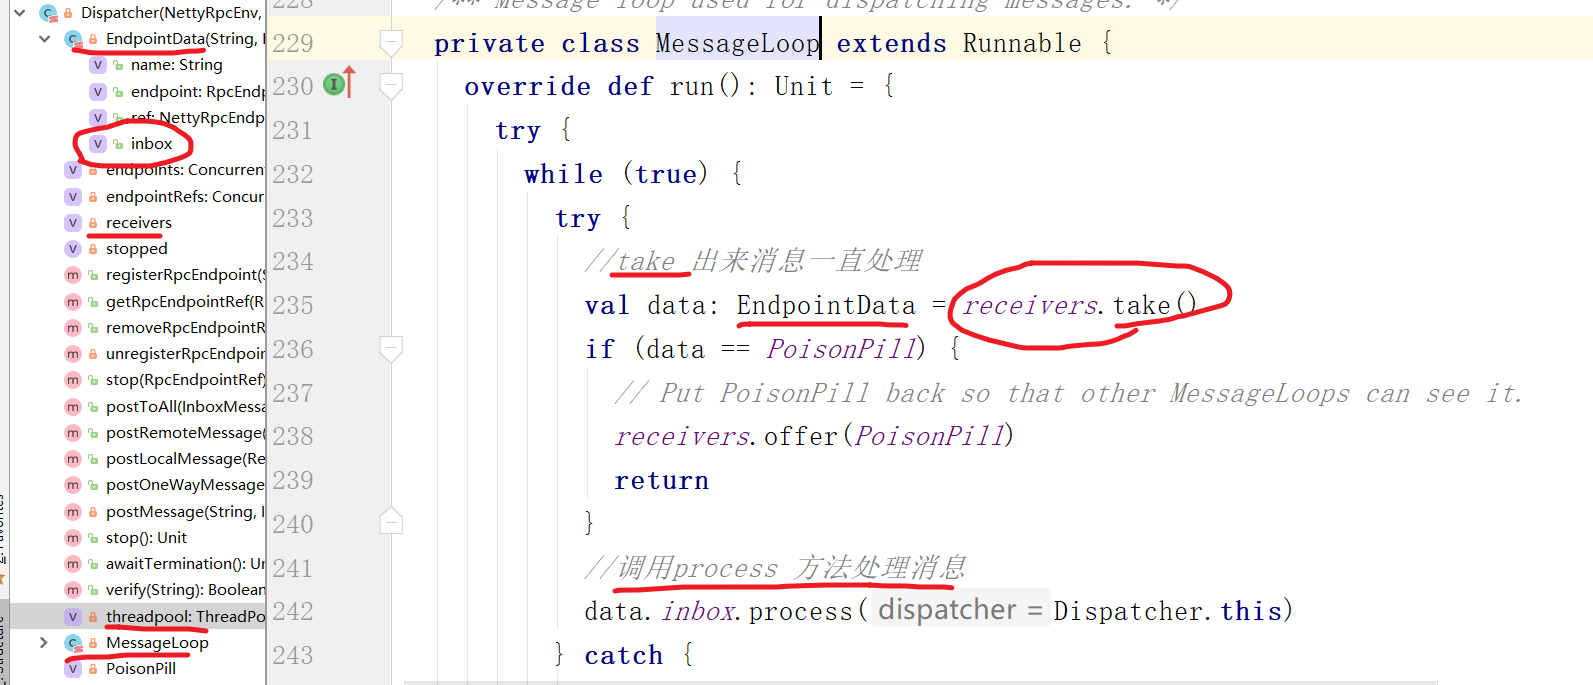 Dispatcher(NettyRpcEnv,
EndpointData(String, I
name: String
endpoint: RpcEndp
ref: NettyRpcEndp
inbox
endpoints: Concurren
endpointRefs: Concur
receivers
stopped
registerRpcEndpoint(S
getRpcEndpointRef(R
removeRpcEndpointR
unregisterRpcEndpoin
stop(RpcEndpointRef)
postToAll(InboxMessa
postRemoteMessage(
postLocalMessage(Re
postOneWayMessage
postMessage(String, I
stop(): Unit
awaitTermination(): Un
verify(String): Boolean
threadpool: ThreadPo
MessageLoop
PoisonPill
228 /** Message loop used for dispatching messages. */
229 private class MessageLoop extends Runnable {
230 override def run(): Unit = {
231 try {
232 while (true) {
233 try {
234 //take 出来消息一直处理
235 val data: EndpointData = receivers.take()
236 if (data == PoisonPill) {
237 // Put PoisonPill back so that other MessageLoops can see it.
238 receivers.offer(PoisonPill)
239 return
240 }
241 //调用process 方法处理消息
242 data.inbox.process( dispatcher = Dispatcher.this)
243 } catch {